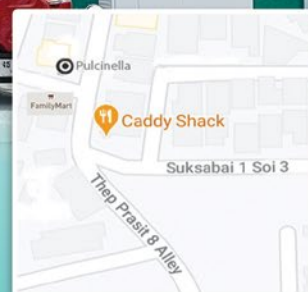 Pulcinella
FamilyMart
Caddy Shack
Suksabai 1 Soi 3
Thep Prasit 8 Alley